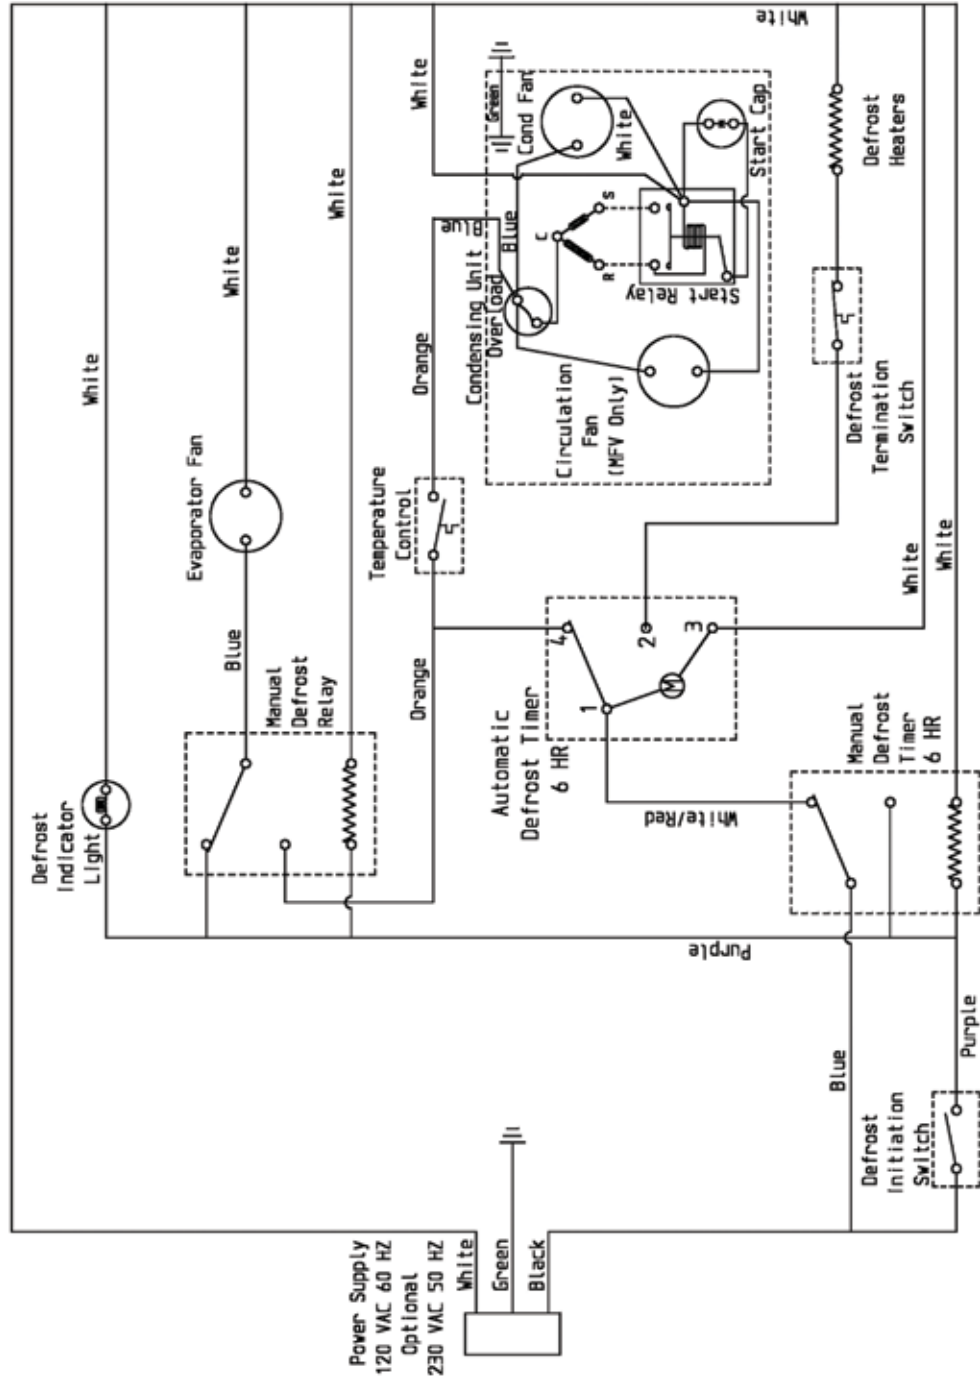 White
White
White
White
White
Green
Cond Fan
White
Start Cap
Defrost
Heaters
White
White
Blue
Blue
C
S
R
Condensing Unit
Overload
Start Relay
Orange
Circulation
Fan
(MFV Only)
Defrost
Termination
Switch
Evaporator Fan
Temperature
Control
White
White
Blue
Manual
Defrost
Relay
Orange
4
2
3
1
M
Automatic
Defrost Timer
6 HR
Manual
Defrost
Timer
6 HR
White/Red
Defrost
Indicator
Light
Purple
Purple
Blue
Defrost
Initiation
Switch
Power Supply
120 VAC 60 HZ
Optional
230 VAC 50 HZ
White
Green
Black